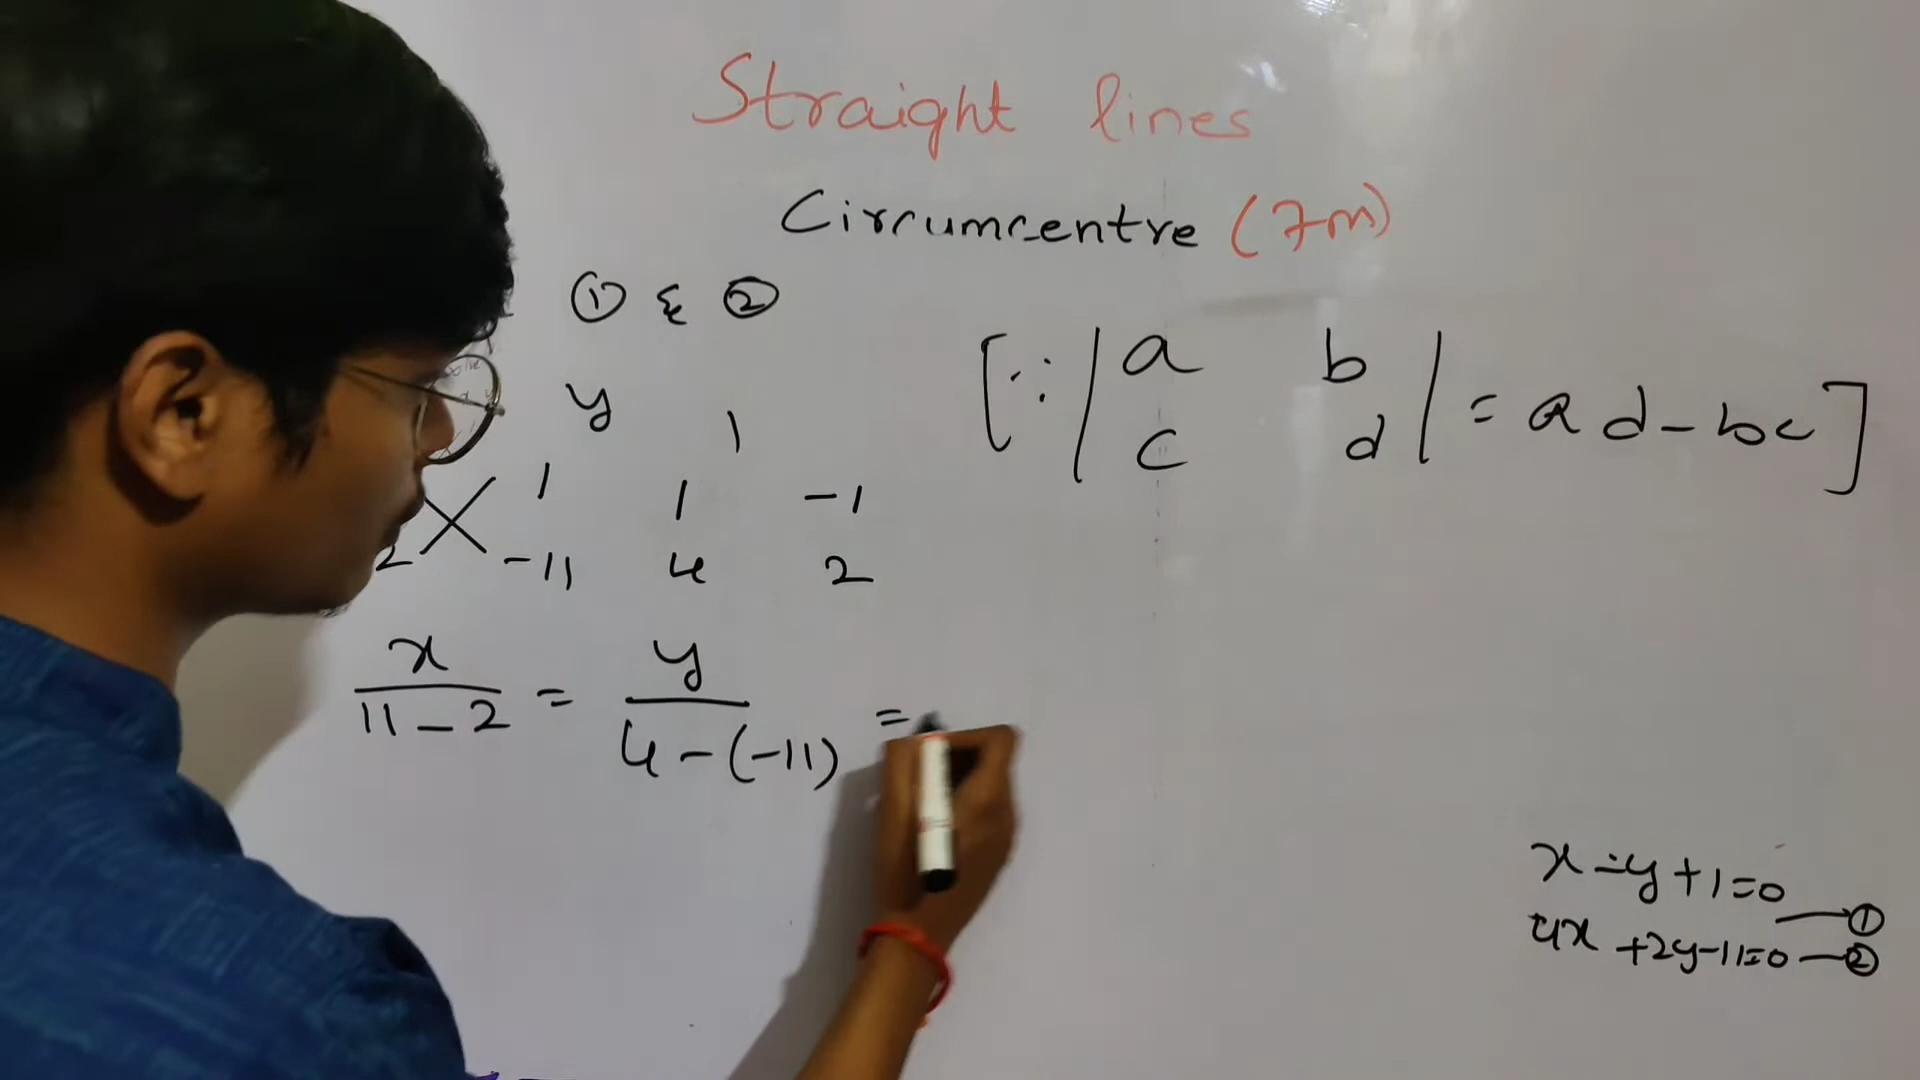 Straight lines
Circumcentre (7m)
① & ②
y 1
1 1 -1
2 -11 4 2
x/11-2 = y/4-(-11) =
[∵ |a b
c d| = ad-bc]
x-y+1=0 ①
4x+2y-11=0 — ②